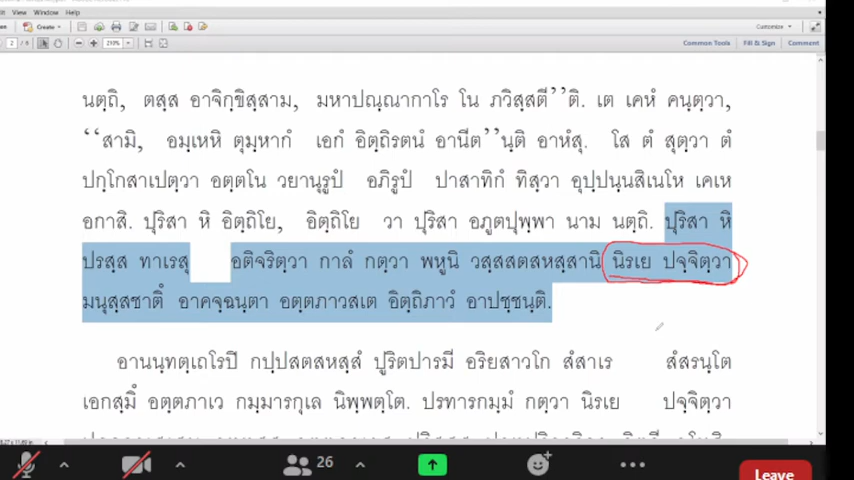 View Window Help
Create
Customize
2
210%
Common Tools Fill & Sign Comment
นตฺถิ, ตสฺส อาจิกฺขิสฺสาม, มหาปณฺณากาโร โน ภวิสฺสตี’’ติ. เต เคหํ คนฺตฺวา,
‘‘สามิ, อมฺเหหิ ตุมฺหากํ เอกํ อิตฺถิรตนํ อานีต’’นฺติ อาหํสุ. โส ตํ สุตฺวา ตํ
ปกฺโกสาเปตฺวา อตฺตโน วยานุรูปํ อภิรูปํ ปาสาทิกํ ทิสฺวา อุปฺปนฺนสิเนโห เคเห
อกาสิ. ปุริสา หิ อิตฺถิโย, อิตฺถิโย วา ปุริสา อภูตปุพฺพา นาม นตฺถิ. ปุริสา หิ
ปรสฺส ทาเรสุ อติจริตฺวา กาลํ กตฺวา พหูนิ วสฺสสตสหสฺสานิ นิรเย ปจฺจิตฺวา
มนุสฺสชาติํ อาคจฺฉนฺตา อตฺตภาวสเต อิตฺถิภาวํ อาปชฺชนฺติ.
อานนฺทตฺเถโรปิ กปฺปสตสหสฺสํ ปูริตปารมี อริยสาวโก สํสาเร สํสรนฺโต
เอกสฺมิํ อตฺตภาเว กมฺมารกุเล นิพฺพตฺโต. ปรทารกมฺมํ กตฺวา นิรเย ปจฺจิตฺวา
26
Leave